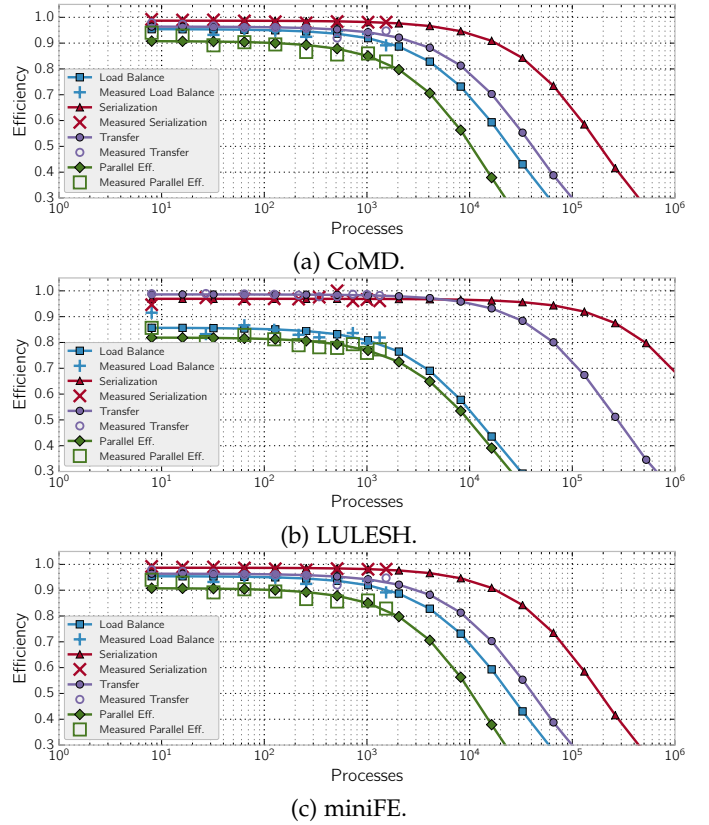 1.0
0.9
0.8
0.7
0.6
0.5
0.4
0.3
Efficiency
Load Balance
Measured Load Balance
Serialization
Measured Serialization
Transfer
Measured Transfer
Parallel Eff.
Measured Parallel Eff.
10^0 10^1 10^2 10^3 10^4 10^5 10^6
Processes
(a) CoMD.
1.0
0.9
0.8
0.7
0.6
0.5
0.4
0.3
Efficiency
Load Balance
Measured Load Balance
Serialization
Measured Serialization
Transfer
Measured Transfer
Parallel Eff.
Measured Parallel Eff.
10^0 10^1 10^2 10^3 10^4 10^5 10^6
Processes
(b) LULESH.
1.0
0.9
0.8
0.7
0.6
0.5
0.4
0.3
Efficiency
Load Balance
Measured Load Balance
Serialization
Measured Serialization
Transfer
Measured Transfer
Parallel Eff.
Measured Parallel Eff.
10^0 10^1 10^2 10^3 10^4 10^5 10^6
Processes
(c) miniFE.